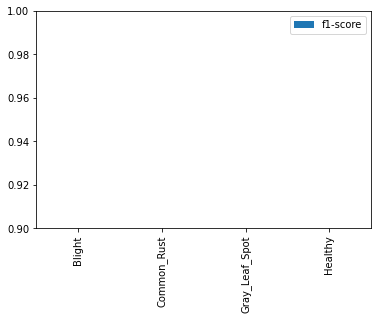 1.00
f1-score
0.98
0.96
0.94
0.92
0.90
Blight
Common_Rust
Gray_Leaf_Spot
Healthy